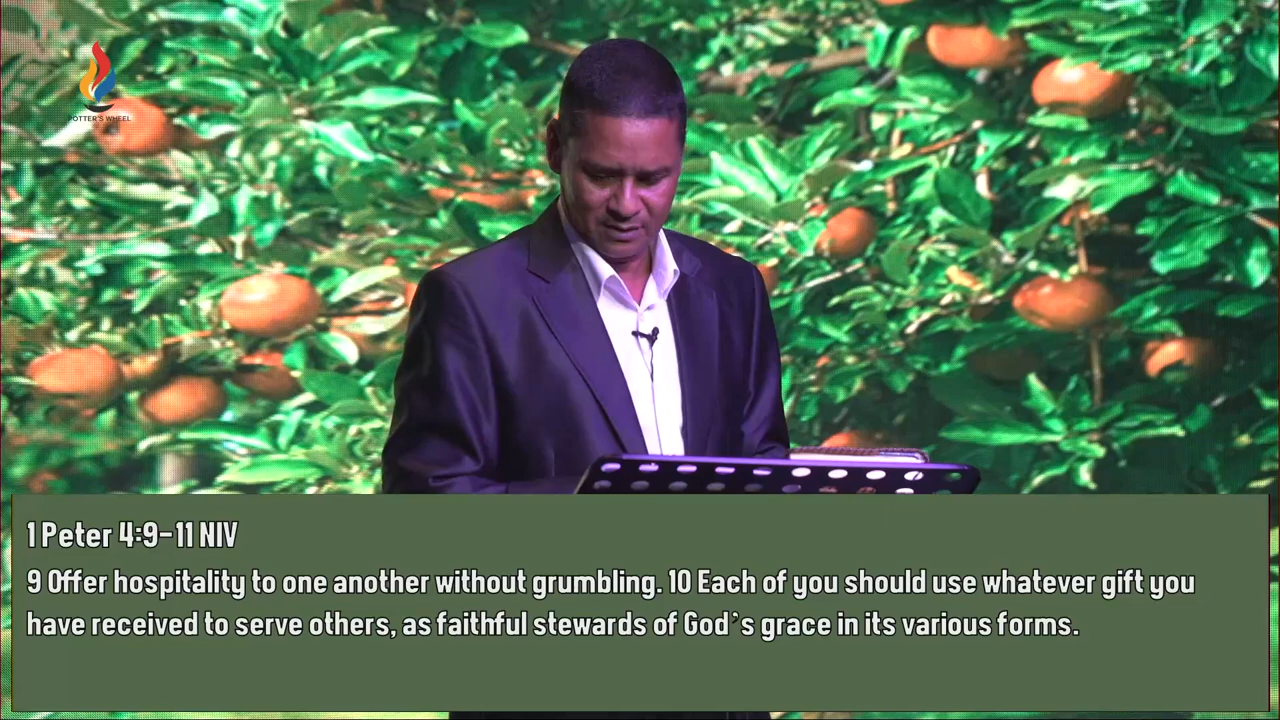 POTTER'S WHEEL
1 Peter 4:9-11 NIV
9 Offer hospitality to one another without grumbling. 10 Each of you should use whatever gift you
have received to serve others, as faithful stewards of God's grace in its various forms.